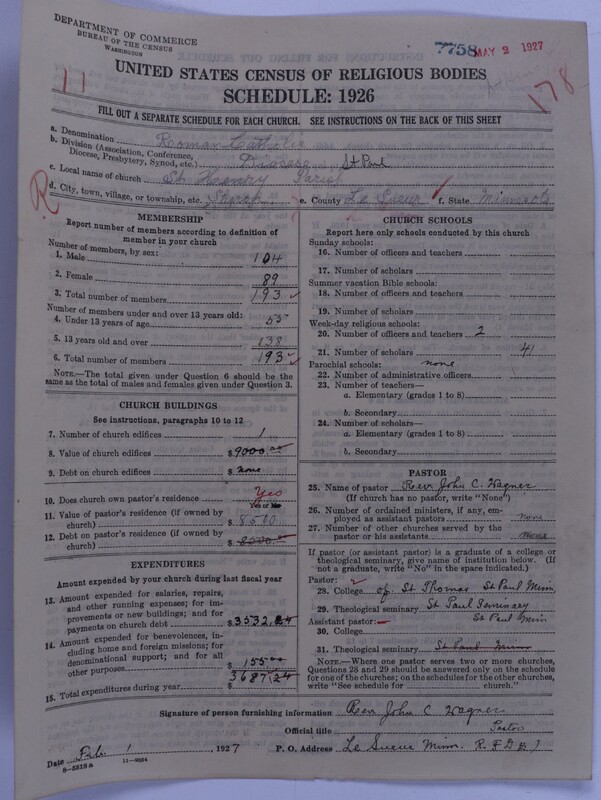 DEPARTMENT OF COMMERCE
BUREAU OF THE CENSUS
WASHINGTON
7758 MAY 2 1927
11
178
UNITED STATES CENSUS OF RELIGIOUS BODIES
SCHEDULE: 1926
FILL OUT A SEPARATE SCHEDULE FOR EACH CHURCH. SEE INSTRUCTIONS ON THE BACK OF THIS SHEET
a. Denomination Roman Catholic
b. Division (Association, Conference, Diocese, Presbytery, Synod, etc.) Diocese St Paul
c. Local name of church St Henry Parish
d. City, town, village, or township, etc. Sharon e. County Le Sueur f. State Minnesota
R
MEMBERSHIP
Report number of members according to definition of
member in your church
Number of members, by sex:
1. Male 104
2. Female 89
3. Total number of members 193
Number of members under and over 13 years old:
4. Under 13 years of age 55
5. 13 years old and over 138
6. Total number of members 193
NOTE.—The total given under Question 6 should be
same as the total of males and females given under Question 3.
CHURCH BUILDINGS
See instructions, paragraphs 10 to 12
7. Number of church edifices 1
8. Value of church edifices $ 9000.00
9. Debt on church edifices $ none
10. Does church own pastor's residence Yes
Yes or No
11. Value of pastor's residence (if owned by
church) $ 8500
12. Debt on pastor's residence (if owned by
church) $
EXPENDITURES
Amount expended by your church during last fiscal year
13. Amount expended for salaries, repairs,
and other running expenses; for im-
provements or new buildings; and for
payments on church debt $ 3532.24
14. Amount expended for benevolences, in-
cluding home and foreign missions; for
denominational support; and for all
other purposes $ 155.00
15. Total expenditures during year $ 3687.24
CHURCH SCHOOLS
Report here only schools conducted by this church
Sunday schools:
16. Number of officers and teachers
17. Number of scholars
Summer vacation Bible schools:
18. Number of officers and teachers
19. Number of scholars
Week-day religious schools:
20. Number of officers and teachers 2
21. Number of scholars 41
Parochial schools: none
22. Number of administrative officers
23. Number of teachers—
a. Elementary (grades 1 to 8)
b. Secondary
24. Number of scholars—
a. Elementary (grades 1 to 8)
b. Secondary
PASTOR
25. Name of pastor Rev John C. Wagner
(If church has no pastor, write "None")
26. Number of ordained ministers, if any, em-
ployed as assistant pastors none
27. Number of other churches served by the
pastor or his assistants none
If pastor (or assistant pastor) is a graduate of a college or
theological seminary, give name of institution below. (If
not a graduate, write "No" in the space indicated.)
Pastor:
28. College of St Thomas St Paul Minn
29. Theological seminary St Paul Seminary
Assistant pastor: St Paul Minn
30. College
31. Theological seminary St Paul Minn
NOTE.—Where one pastor serves two or more churches,
Questions 28 and 29 should be answered only on the schedule
for one of the churches; on the schedules for the other churches,
write "See schedule for church."
Signature of person furnishing information Rev John C Wagner
Official title Pastor
Date Feb. 1 1927 P. O. Address Le Sueur Minn. R. F. D # 1
8-5218a 11-9024